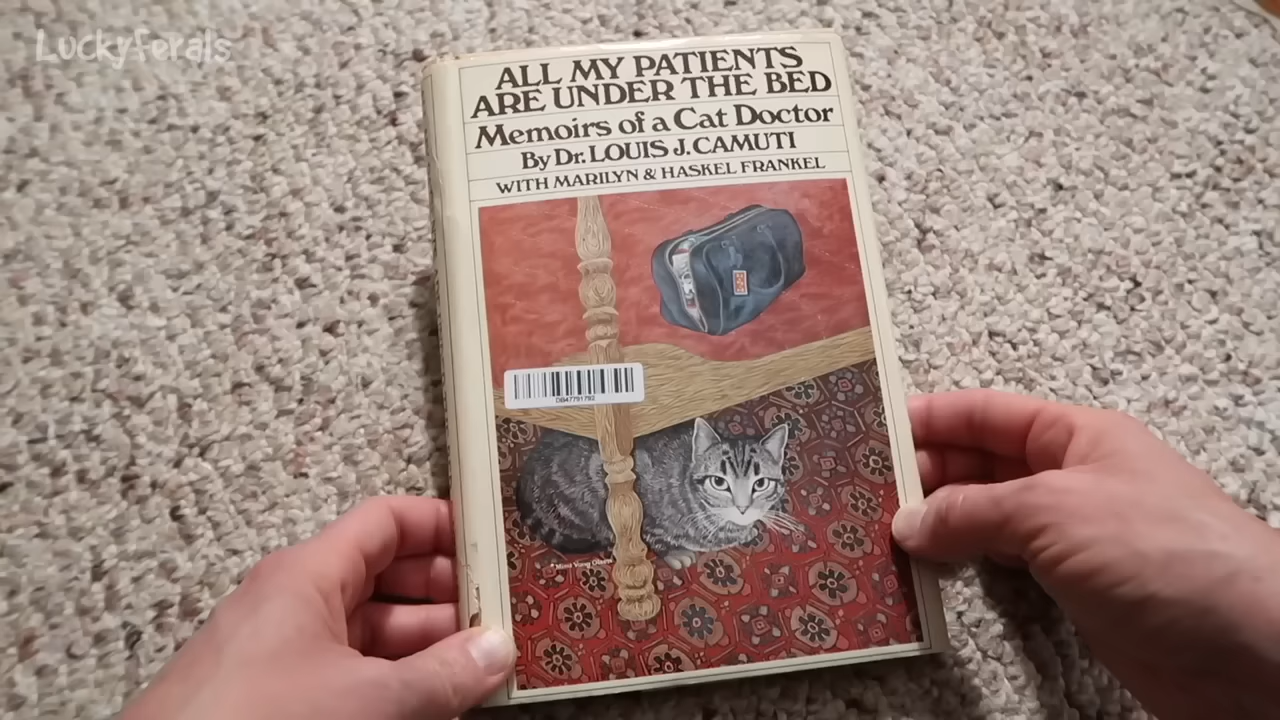 Luckyferals
ALL MY PATIENTS
ARE UNDER THE BED
Memoirs of a Cat Doctor
By Dr. LOUIS J. CAMUTI
WITH MARILYN & HASKEL FRANKEL
DB47791792